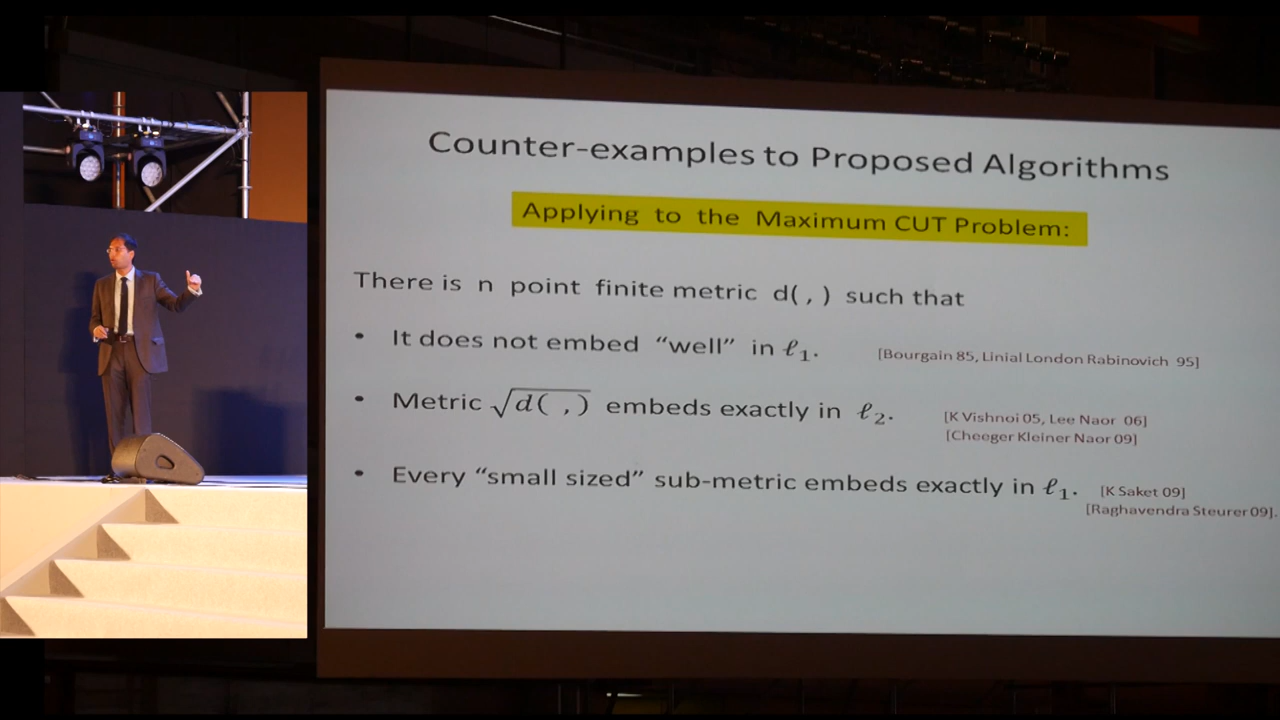 Counter-examples to Proposed Algorithms
Applying to the Maximum CUT Problem:
There is n point finite metric d( , ) such that
• It does not embed “well” in ℓ₁. [Bourgain 85, Linial London Rabinovich 95]
• Metric √d( ,) embeds exactly in ℓ₂. [K Vishnoi 05, Lee Naor 06]
[Cheeger Kleiner Naor 09]
• Every “small sized” sub-metric embeds exactly in ℓ₁. [K Saket 09]
[Raghavendra Steurer 09].